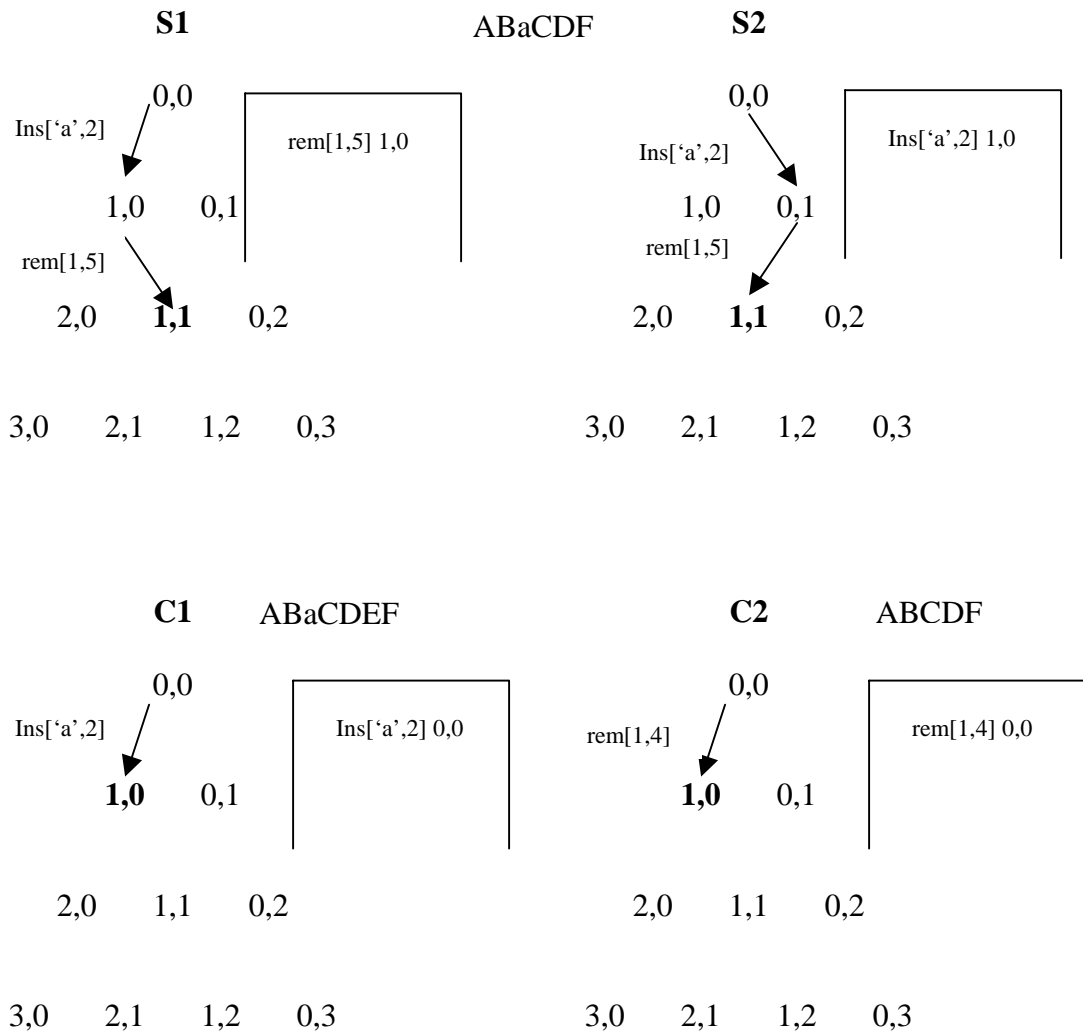 S1 ABaCDF S2
0,0 0,0
Ins[‘a’,2] rem[1,5] 1,0 Ins[‘a’,2] Ins[‘a’,2] 1,0
1,0 0,1 1,0 0,1
rem[1,5] rem[1,5]
2,0 1,1 0,2 2,0 1,1 0,2
3,0 2,1 1,2 0,3 3,0 2,1 1,2 0,3
C1 ABaCDEF C2 ABCDF
0,0 0,0
Ins[‘a’,2] Ins[‘a’,2] 0,0 rem[1,4] rem[1,4] 0,0
1,0 0,1 1,0 0,1
2,0 1,1 0,2 2,0 1,1 0,2
3,0 2,1 1,2 0,3 3,0 2,1 1,2 0,3